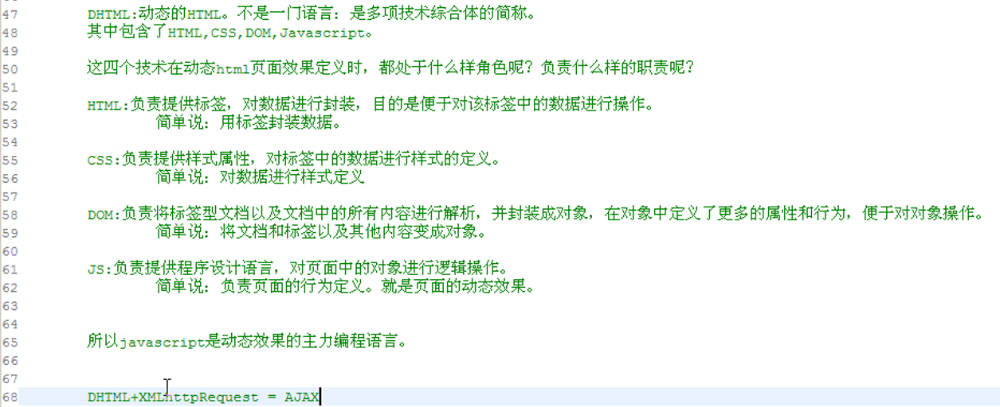 47 DHTML:动态的HTML。不是一门语言：是多项技术综合体的简称。
48 其中包含了HTML,CSS,DOM,Javascript。
49
50 这四个技术在动态html页面效果定义时，都处于什么样角色呢？负责什么样的职责呢？
51
52 HTML:负责提供标签，对数据进行封装，目的是便于对该标签中的数据进行操作。
53 简单说：用标签封装数据。
54
55 CSS:负责提供样式属性，对标签中的数据进行样式的定义。
56 简单说：对数据进行样式定义
57
58 DOM:负责将标签型文档以及文档中的所有内容进行解析，并封装成对象，在对象中定义了更多的属性和行为，便于对对象操作。
59 简单说：将文档和标签以及其他内容变成对象。
60
61 JS:负责提供程序设计语言，对页面中的对象进行逻辑操作。
62 简单说：负责页面的行为定义。就是页面的动态效果。
63
64
65 所以javascript是动态效果的主力编程语言。
66
67
68 DHTML+XMLhttpRequest = AJAX